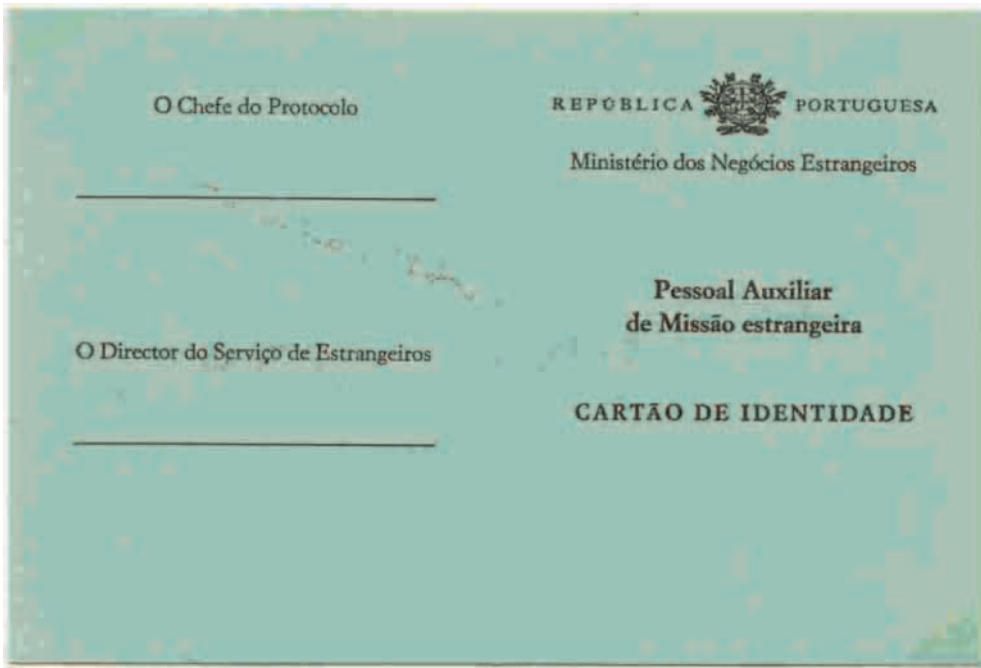 O Chefe do Protocolo
O Director do Serviço de Estrangeiros
REPÚBLICA PORTUGUESA
Ministério dos Negócios Estrangeiros
Pessoal Auxiliar
de Missão estrangeira
CARTÃO DE IDENTIDADE